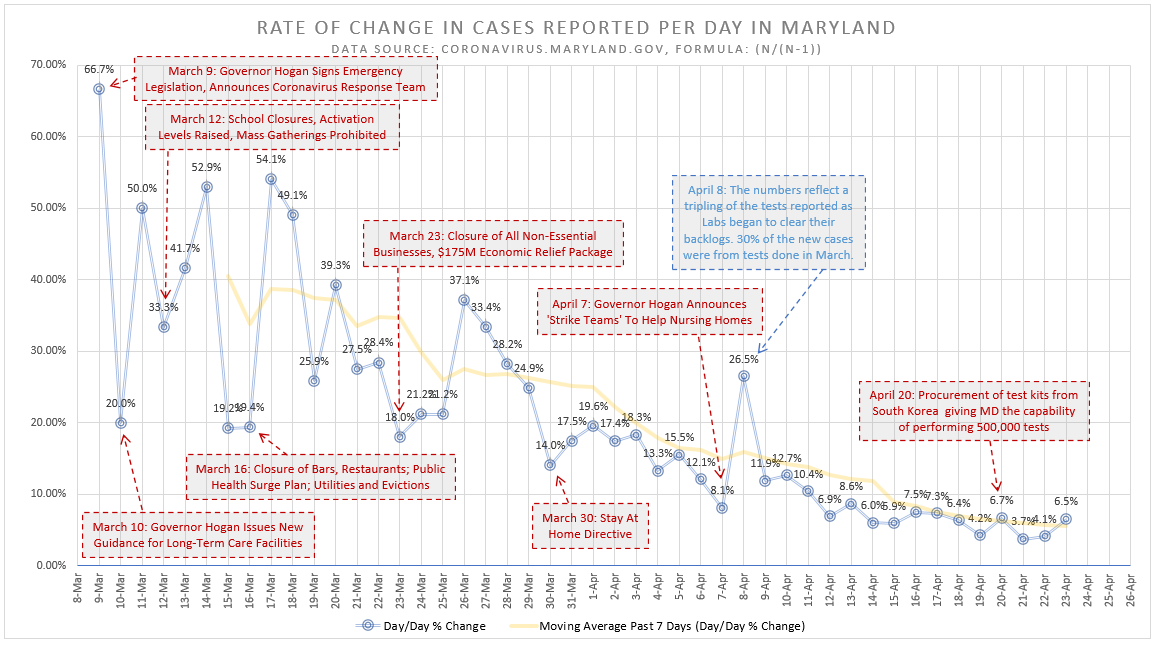 RATE OF CHANGE IN CASES REPORTED PER DAY IN MARYLAND
DATA SOURCE: CORONAVIRUS.MARYLAND.GOV, FORMULA: (N/(N-1))
70.00%
60.00%
50.00%
40.00%
30.00%
20.00%
10.00%
0.00%
March 9: Governor Hogan Signs Emergency
Legislation, Announces Coronavirus Response Team
March 12: School Closures, Activation
Levels Raised, Mass Gatherings Prohibited
March 23: Closure of All Non-Essential
Businesses, $175M Economic Relief Package
April 8: The numbers reflect a
tripling of the tests reported as
Labs began to clear their
backlogs. 30% of the new cases
were from tests done in March.
April 7: Governor Hogan Announces
'Strike Teams' To Help Nursing Homes
April 20: Procurement of test kits from
South Korea giving MD the capability
of performing 500,000 tests
March 16: Closure of Bars, Restaurants; Public
Health Surge Plan; Utilities and Evictions
March 10: Governor Hogan Issues New
Guidance for Long-Term Care Facilities
March 30: Stay At
Home Directive
66.7%
20.0%
50.0%
33.3%
41.7%
52.9%
19.2%
19.4%
54.1%
49.1%
25.9%
39.3%
27.5%
28.4%
18.0%
21.2%
21.2%
37.1%
33.4%
28.2%
24.9%
14.0%
17.5%
19.6%
17.4%
18.3%
13.3%
15.5%
12.1%
8.1%
26.5%
11.9%
12.7%
10.4%
6.9%
8.6%
6.0%
5.9%
7.5%
7.3%
6.4%
4.2%
6.7%
3.7%
4.1%
6.5%
8-Mar
9-Mar
10-Mar
11-Mar
12-Mar
13-Mar
14-Mar
15-Mar
16-Mar
17-Mar
18-Mar
19-Mar
20-Mar
21-Mar
22-Mar
23-Mar
24-Mar
25-Mar
26-Mar
27-Mar
28-Mar
29-Mar
30-Mar
31-Mar
1-Apr
2-Apr
3-Apr
4-Apr
5-Apr
6-Apr
7-Apr
8-Apr
9-Apr
10-Apr
11-Apr
12-Apr
13-Apr
14-Apr
15-Apr
16-Apr
17-Apr
18-Apr
19-Apr
20-Apr
21-Apr
22-Apr
23-Apr
24-Apr
25-Apr
26-Apr
Day/Day % Change
Moving Average Past 7 Days (Day/Day % Change)